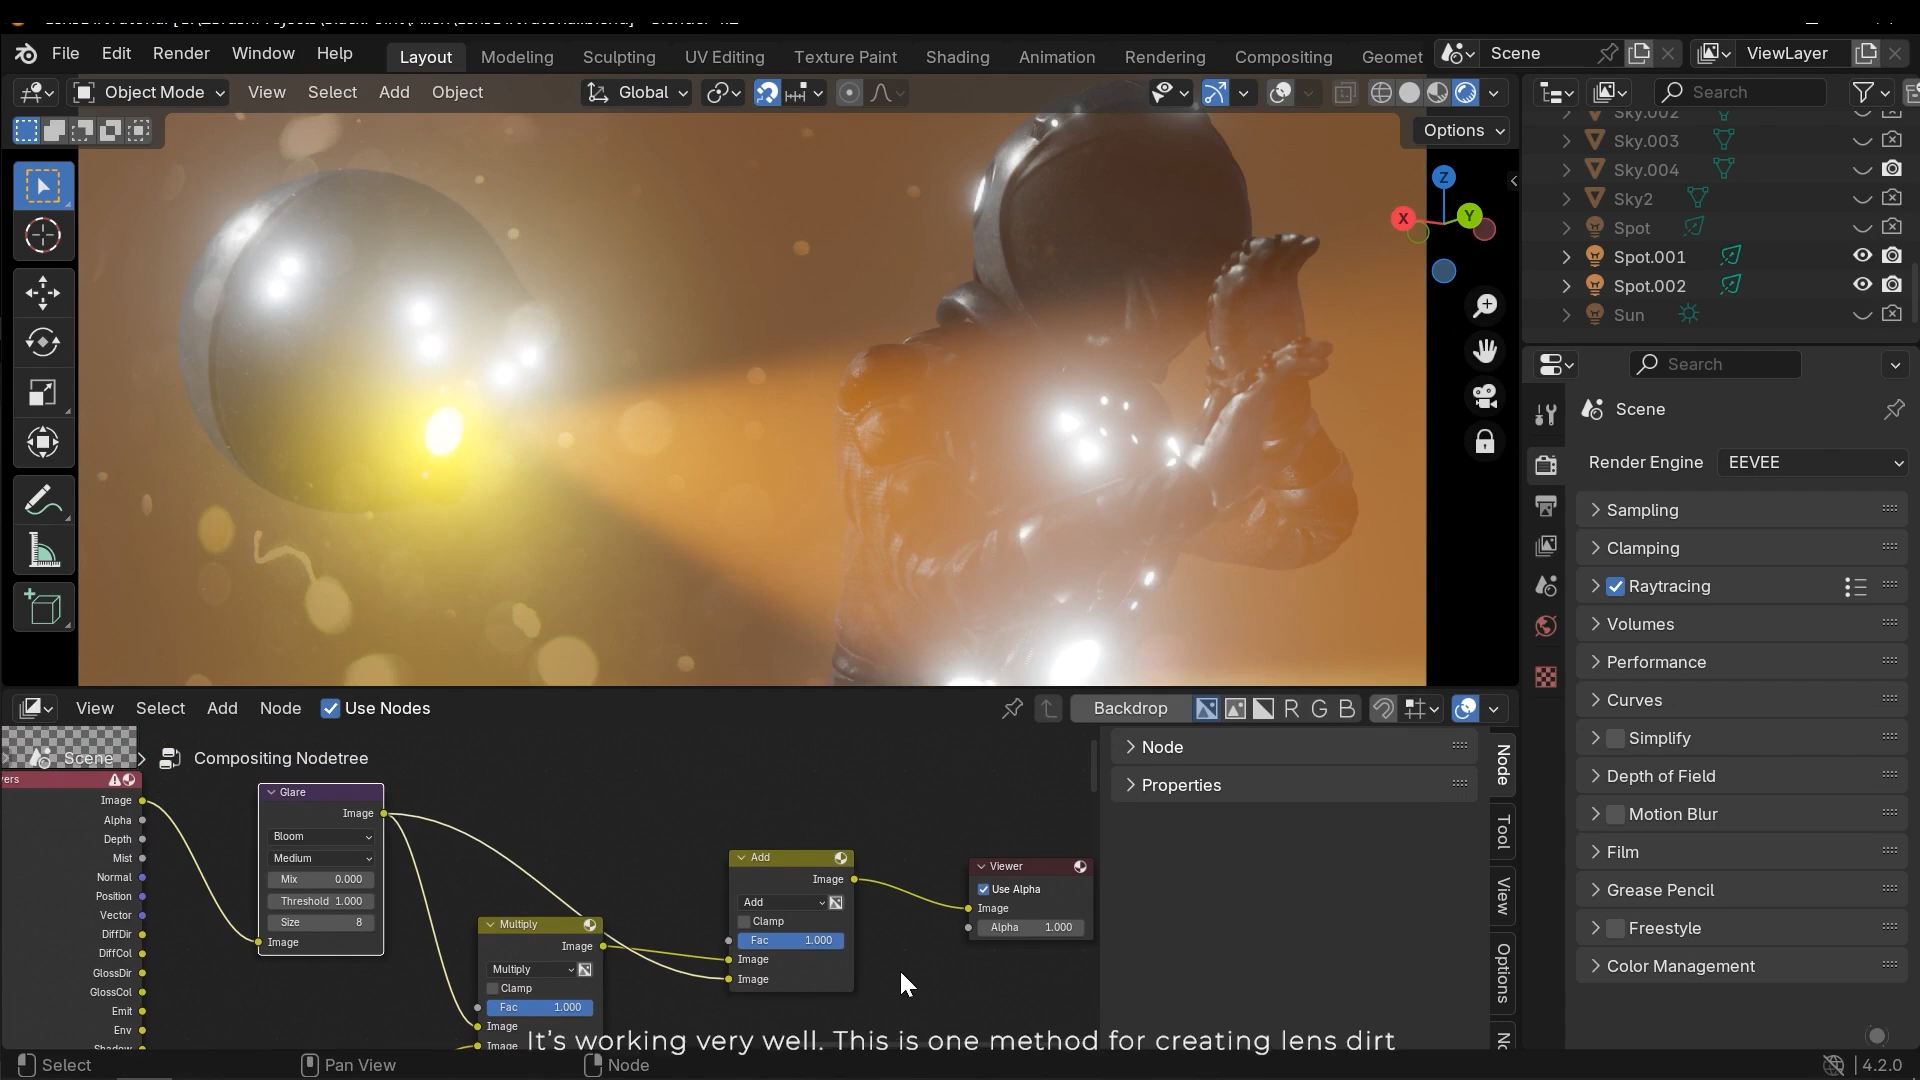 File Edit Render Window Help Layout Modeling Sculpting UV Editing Texture Paint Shading Animation Rendering Compositing Geomet Scene ViewLayer
Object Mode View Select Add Object Global Search
Options
Sky.002
Sky.003
Sky.004
Sky2
Spot
Spot.001
Spot.002
Sun
Z
X
Y
Search
Scene
Render Engine EEVEE
Sampling
Clamping
Raytracing
Volumes
Performance
Curves
Simplify
Depth of Field
Motion Blur
Film
Grease Pencil
Freestyle
Color Management
View Select Add Node Use Nodes Backdrop R G B
Scene Compositing Nodetree
Node
Properties
Node
Tool
View
Options
No
yers
Image
Alpha
Depth
Mist
Normal
Position
Vector
DiffDir
DiffCol
GlossDir
GlossCol
Emit
Env
Shadow
Glare
Image
Bloom
Medium
Mix 0.000
Threshold 1.000
Size 8
Image
Multiply
Image
Multiply
Clamp
Fac 1.000
Image
Image
Add
Image
Add
Clamp
Fac 1.000
Image
Image
Viewer
Use Alpha
Image
Alpha 1.000
It's working very well. This is one method for creating lens dirt
Select Pan View Node 4.2.0